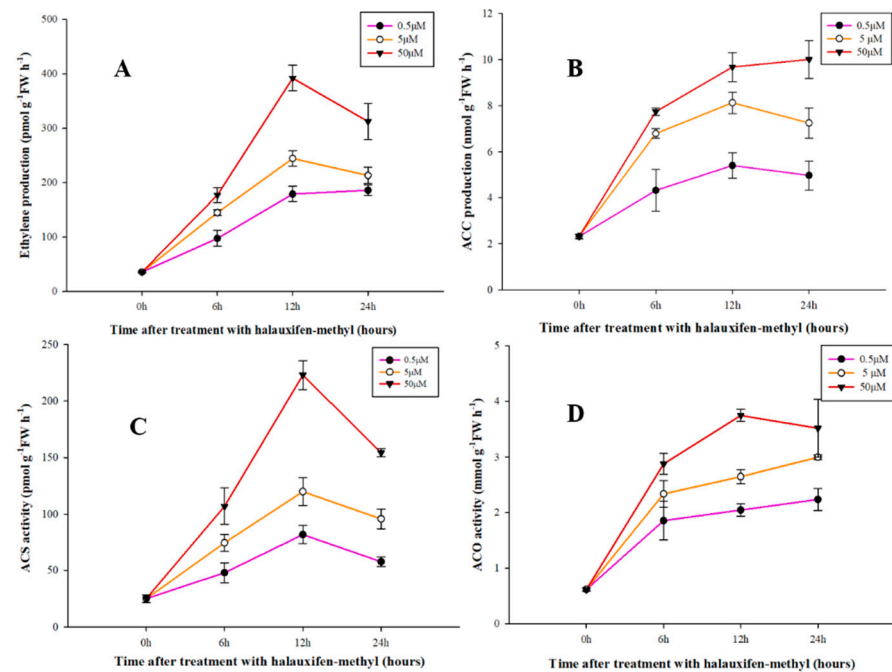 A
Ethylene production (pmol g⁻¹FW h⁻¹)
500
400
300
200
100
0
0h 6h 12h 24h
Time after treatment with halauxifen-methyl (hours)
0.5μM
5μM
50μM
B
ACC production (nmol g⁻¹FW h⁻¹)
12
10
8
6
4
2
0
0h 6h 12h 24h
Time after treatment with halauxifen-methyl (hours)
0.5μM
5 μM
50μM
C
ACS activity (pmol g⁻¹FW h⁻¹)
250
200
150
100
50
0
0h 6h 12h 24h
Time after treatment with halauxifen-methyl (hours)
0.5μM
5μM
50μM
D
ACO activity (mmol g⁻¹FW h⁻¹)
5
4
3
2
1
0
0h 6h 12h 24h
Time after treatment with halauxifen-methyl (hours)
0.5μM
5 μM
50μM